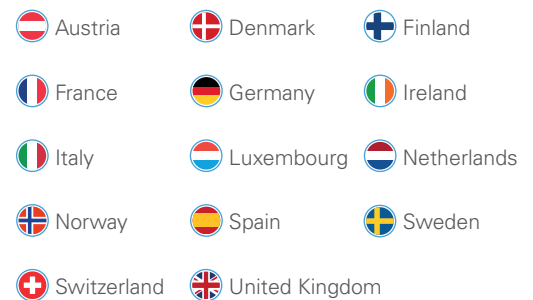 Austria Denmark Finland
France Germany Ireland
Italy Luxembourg Netherlands
Norway Spain Sweden
Switzerland United Kingdom